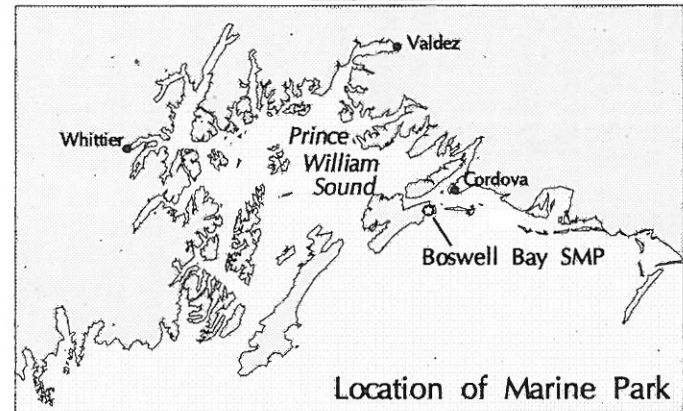 Valdez
Whittier
Prince
William
Sound
Cordova
Boswell Bay SMP
Location of Marine Park